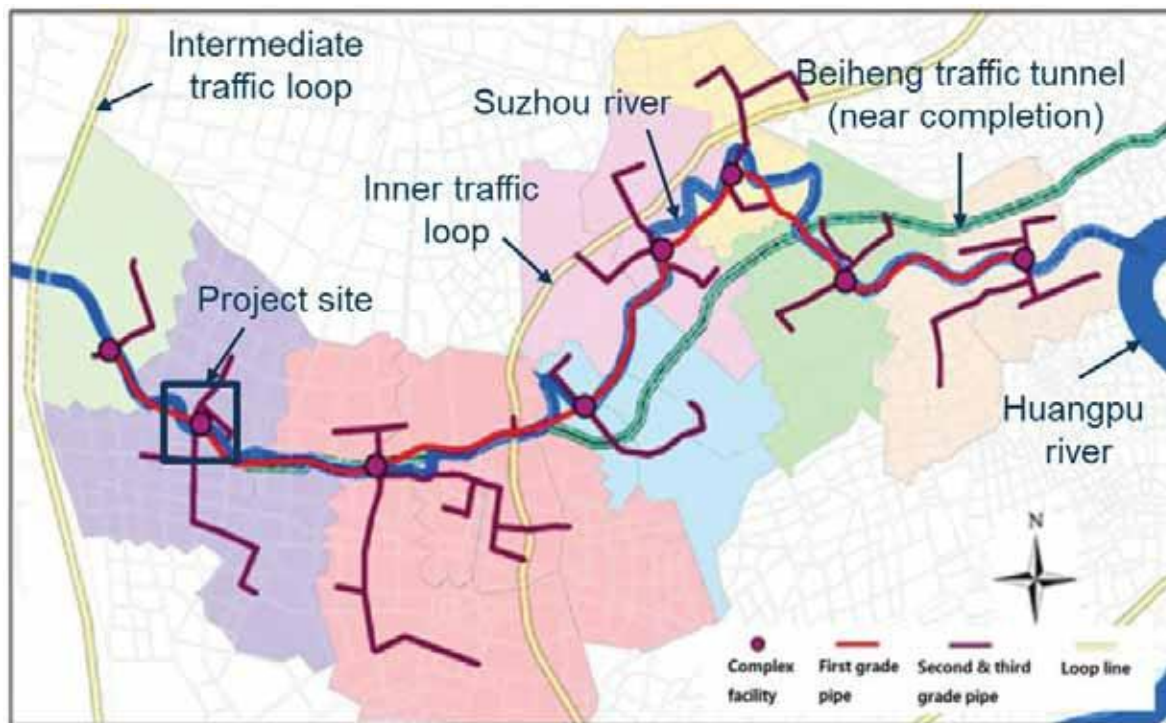 Intermediate
traffic loop
Suzhou river
Beiheng traffic tunnel
(near completion)
Inner traffic
loop
Project site
Huangpu
river
N
Complex
facility
First grade
pipe
Second & third
grade pipe
Loop line